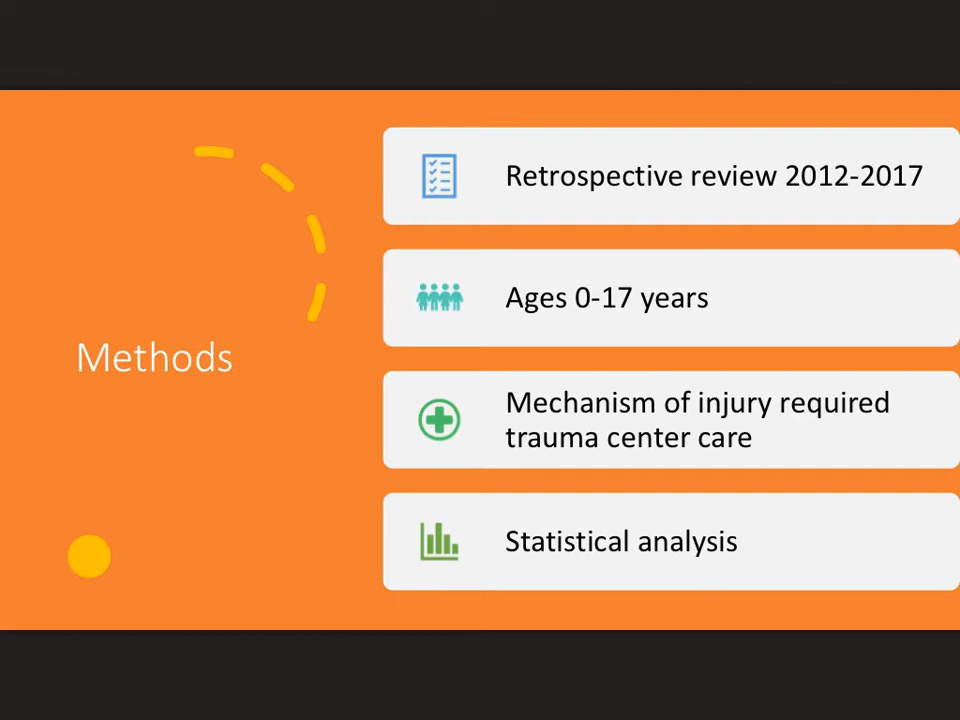 Methods
Retrospective review 2012-2017
Ages 0-17 years
Mechanism of injury required
trauma center care
Statistical analysis